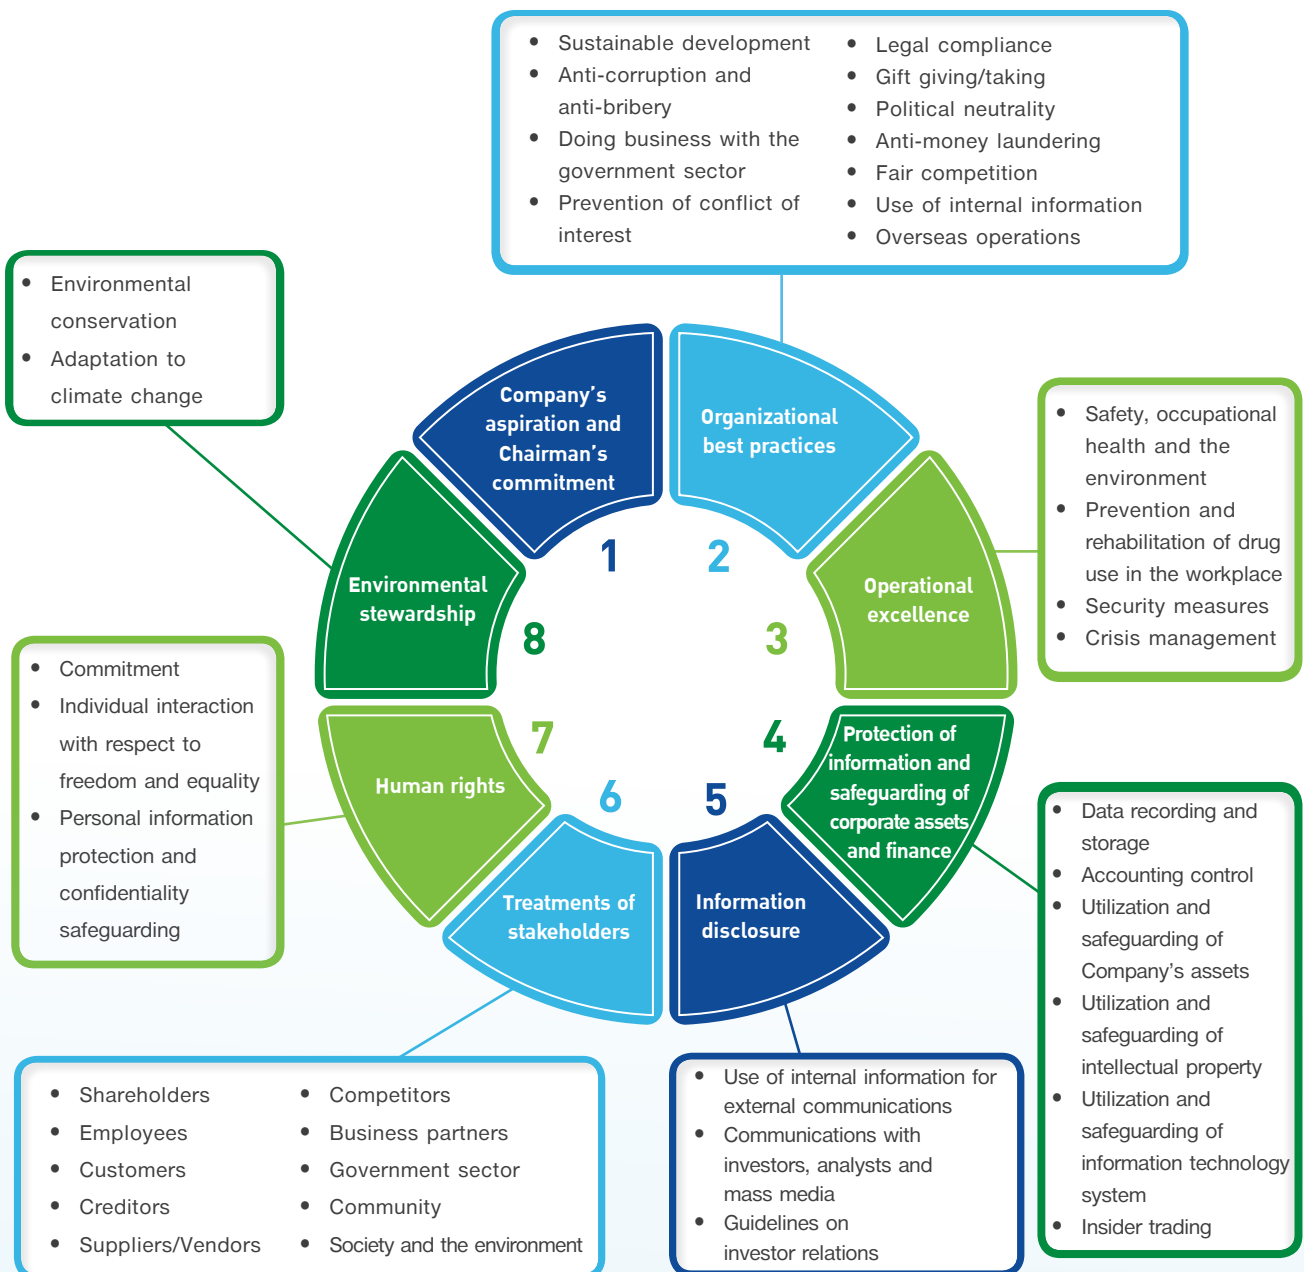 • Sustainable development
• Anti-corruption and
anti-bribery
• Doing business with the
government sector
• Prevention of conflict of
interest
• Legal compliance
• Gift giving/taking
• Political neutrality
• Anti-money laundering
• Fair competition
• Use of internal information
• Overseas operations
• Environmental
conservation
• Adaptation to
climate change
Company's
aspiration and
Chairman's
commitment
1
Organizational
best practices
2
Operational
excellence
3
• Safety, occupational
health and the
environment
• Prevention and
rehabilitation of drug
use in the workplace
• Security measures
• Crisis management
Environmental
stewardship
8
• Commitment
• Individual interaction
with respect to
freedom and equality
• Personal information
protection and
confidentiality
safeguarding
Human rights
7
Protection of
information and
safeguarding of
corporate assets
and finance
4
• Data recording and
storage
• Accounting control
• Utilization and
safeguarding of
Company's assets
• Utilization and
safeguarding of
intellectual property
• Utilization and
safeguarding of
information technology
system
• Insider trading
6
Treatments of
stakeholders
5
Information
disclosure
• Shareholders
• Employees
• Customers
• Creditors
• Suppliers/Vendors
• Competitors
• Business partners
• Government sector
• Community
• Society and the environment
• Use of internal information for
external communications
• Communications with
investors, analysts and
mass media
• Guidelines on
investor relations